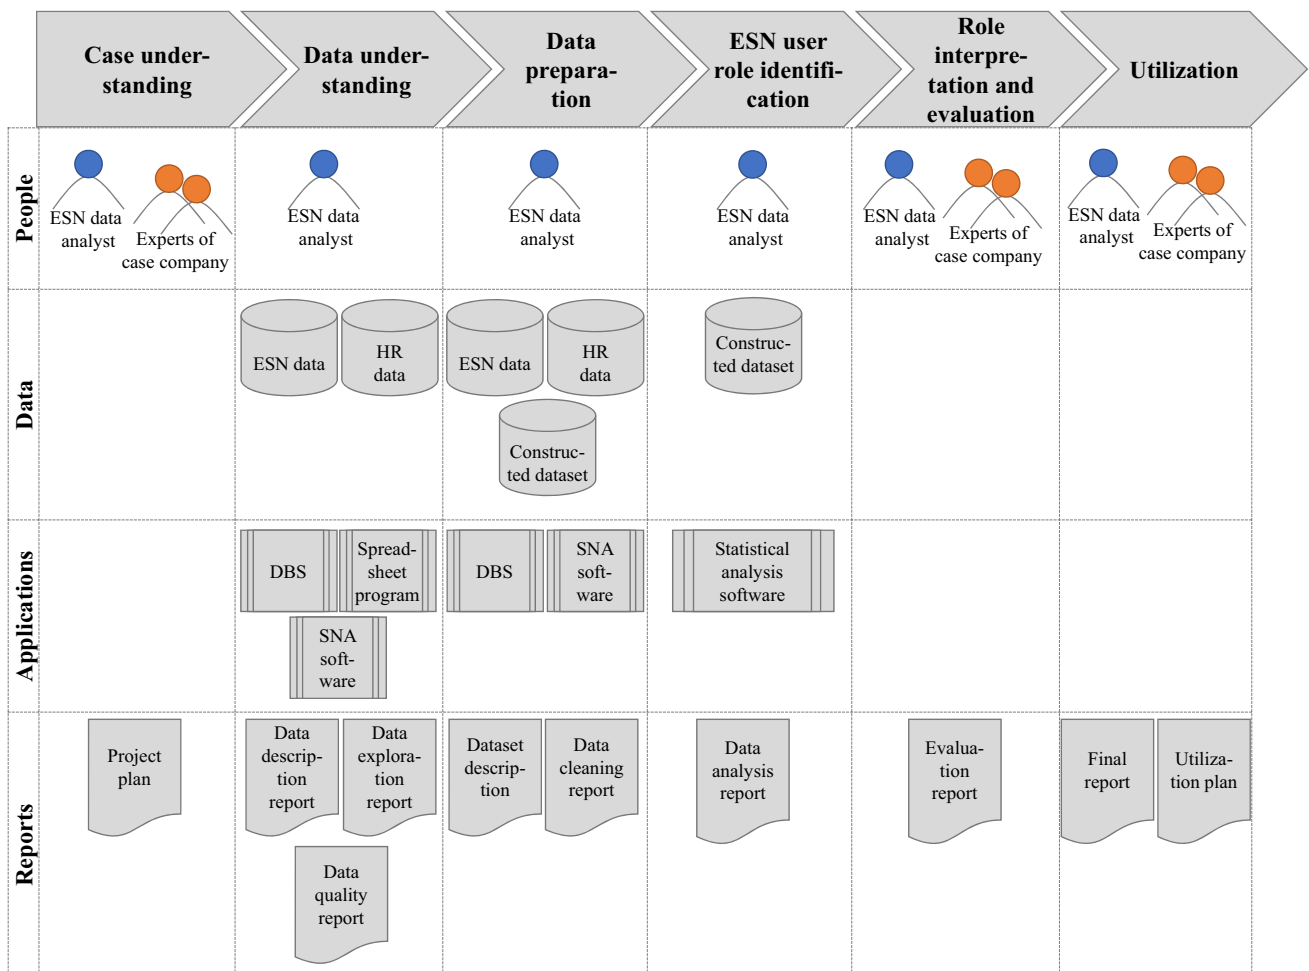 Case under-
standing
Data under-
standing
Data
prepara-
tion
ESN user
role identifi-
cation
Role
interpre-
tation and
evaluation
Utilization
People
ESN data
analyst
Experts of
case company
ESN data
analyst
ESN data
analyst
ESN data
analyst
ESN data
analyst
Experts of
case company
ESN data
analyst
Experts of
case company
Data
ESN data
HR
data
ESN data
HR
data
Construc-
ted dataset
Construc-
ted dataset
Applications
DBS
Spread-
sheet
program
SNA
soft-
ware
DBS
SNA
soft-
ware
Statistical
analysis
software
Reports
Project
plan
Data
descrip-
tion
report
Data
explora-
tion
report
Data
quality
report
Dataset
descrip-
tion
Data
cleaning
report
Data
analysis
report
Evalua-
tion
report
Final
report
Utiliza-
tion plan